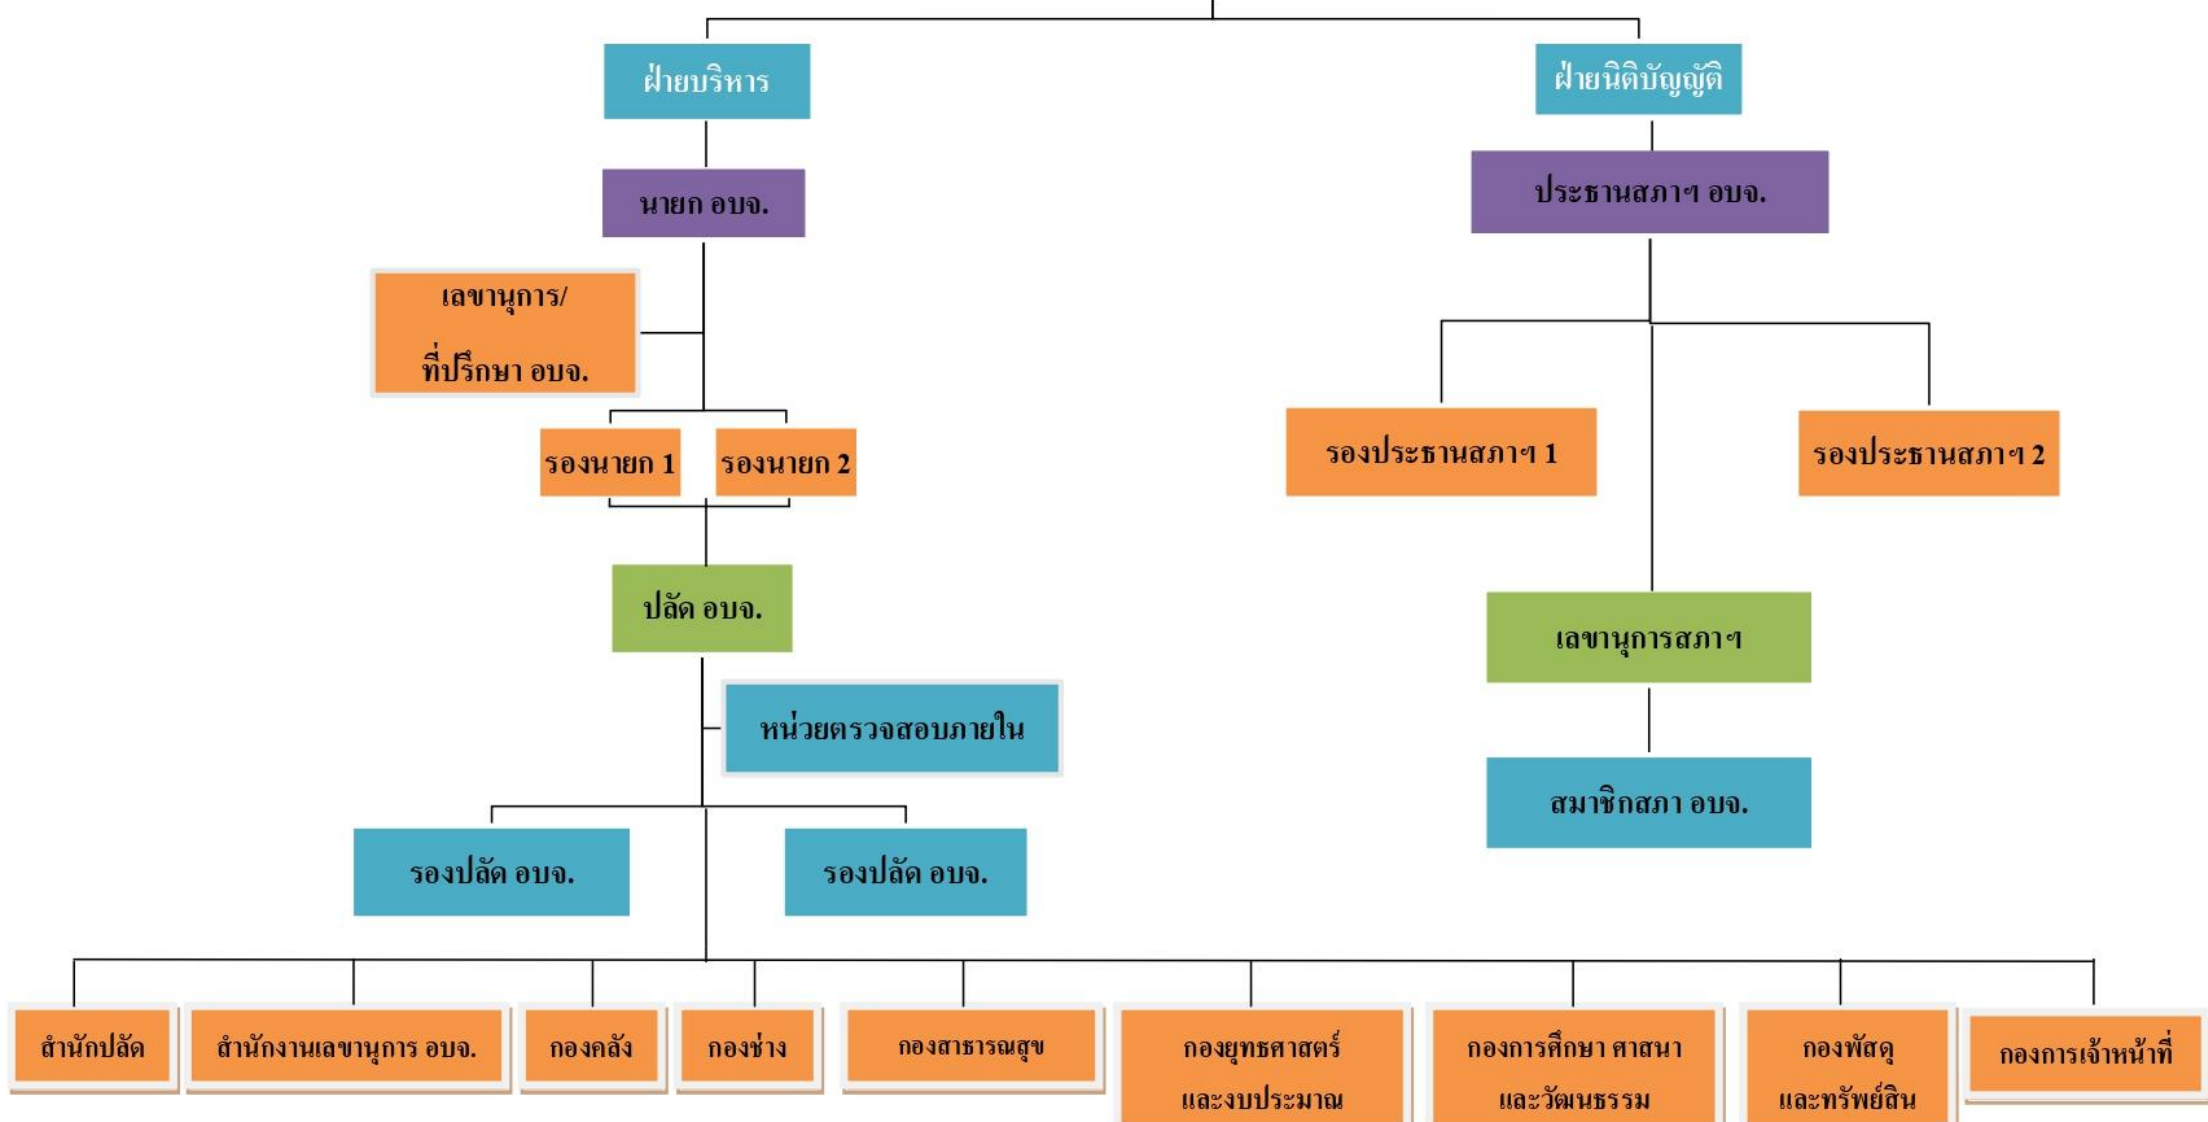 ฝ่ายบริหาร
ฝ่ายนิติบัญญัติ
นายก อบจ.
ประธานสภาฯ อบจ.
เลขานุการ/
ที่ปรึกษา อบจ.
รองนายก 1
รองนายก 2
รองประธานสภาฯ 1
รองประธานสภาฯ 2
ปลัด อบจ.
เลขานุการสภาฯ
หน่วยตรวจสอบภายใน
สมาชิกสภา อบจ.
รองปลัด อบจ.
รองปลัด อบจ.
สำนักปลัด
สำนักงานเลขานุการ อบจ.
กองคลัง
กองช่าง
กองสาธารณสุข
กองยุทธศาสตร์
และงบประมาณ
กองการศึกษา ศาสนา
และวัฒนธรรม
กองพัสดุ
และทรัพย์สิน
กองการเจ้าหน้าที่